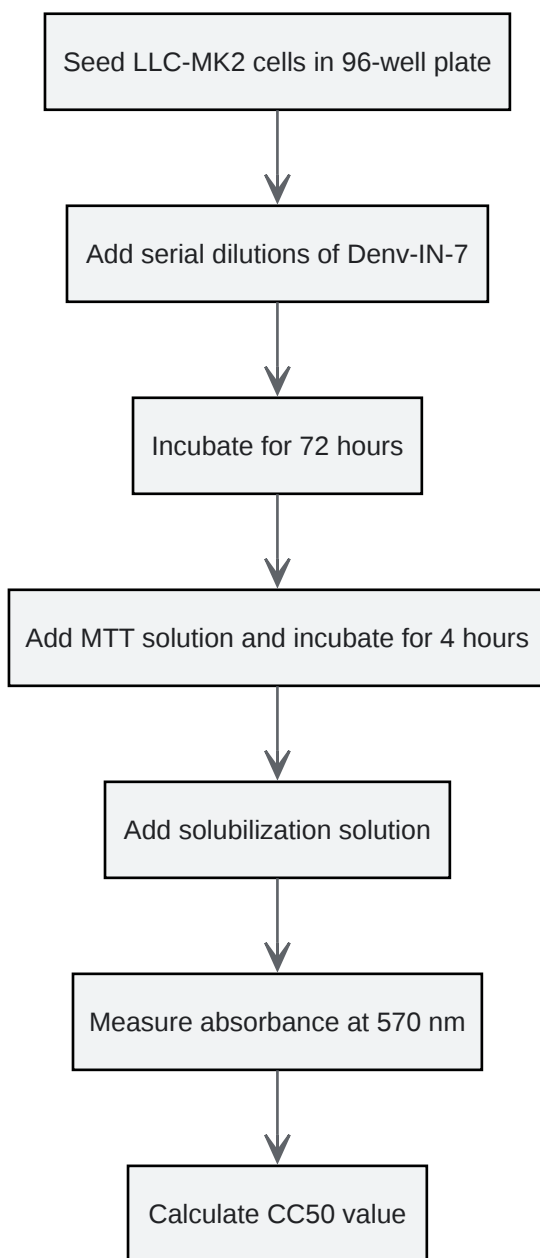 Seed LLC-MK2 cells in 96-well plate
Add serial dilutions of Denv-IN-7
Incubate for 72 hours
Add MTT solution and incubate for 4 hours
Add solubilization solution
Measure absorbance at 570 nm
Calculate CC50 value